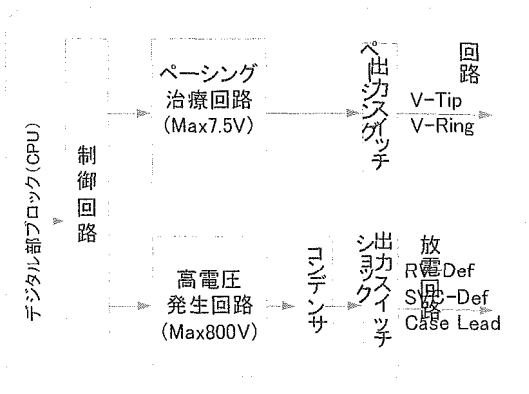 デジタル部ブロック(CPU)
制御回路
ペーシング
治療回路
(Max7.5V)
ペーシング
出力スイッチ
回路
V-Tip
V-Ring
高電圧
発生回路
(Max800V)
コンデンサ
ショック
出力スイッチ
放電回路
RV-Def
SVC-Def
Case Lead